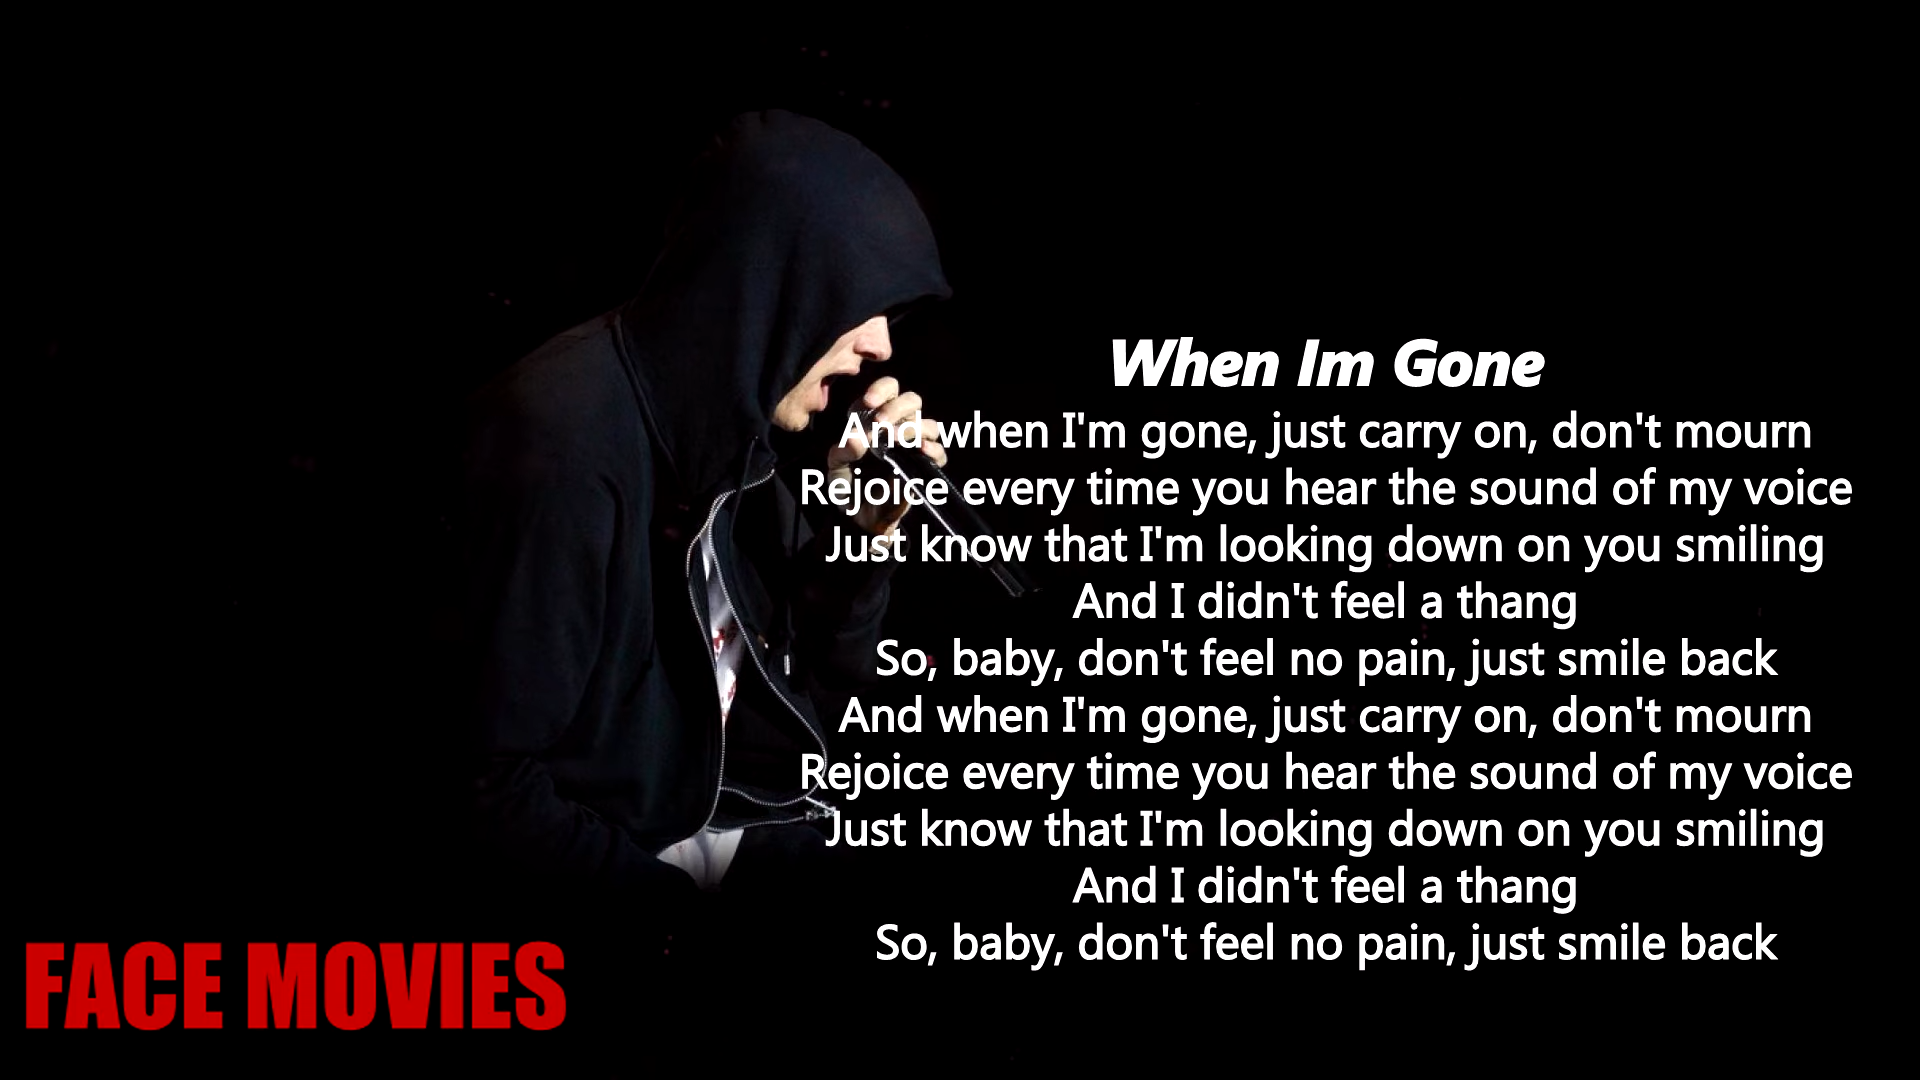 When Im Gone
And when I'm gone, just carry on, don't mourn
Rejoice every time you hear the sound of my voice
Just know that I'm looking down on you smiling
And I didn't feel a thang
So, baby, don't feel no pain, just smile back
And when I'm gone, just carry on, don't mourn
Rejoice every time you hear the sound of my voice
Just know that I'm looking down on you smiling
And I didn't feel a thang
So, baby, don't feel no pain, just smile back
FACE MOVIES